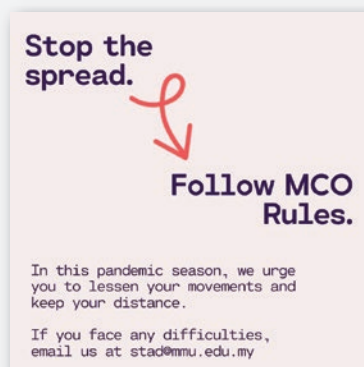 Stop the
spread.
Follow MCO
Rules.
In this pandemic season, we urge
you to lessen your movements and
keep your distance.
If you face any difficulties,
email us at stad@mmu.edu.my